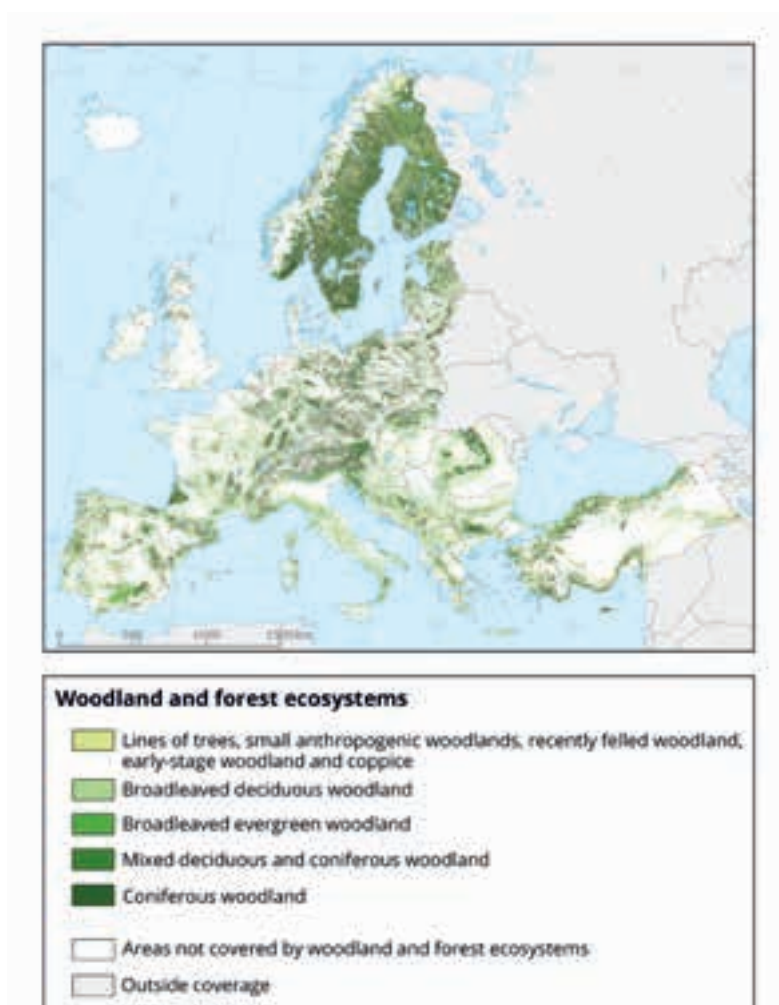 Woodland and forest ecosystems
Lines of trees, small anthropogenic woodlands, recently felled woodland,
early-stage woodland and coppice
Broadleaved deciduous woodland
Broadleaved evergreen woodland
Mixed deciduous and coniferous woodland
Coniferous woodland
Areas not covered by woodland and forest ecosystems
Outside coverage